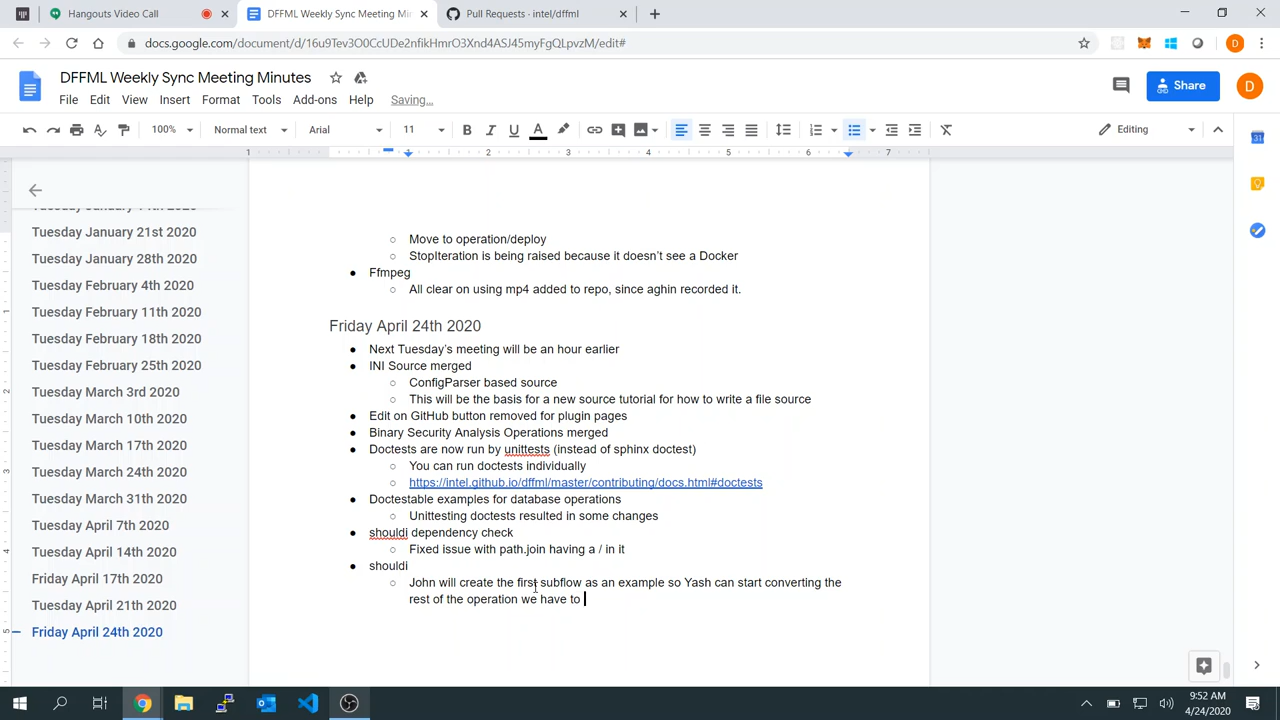 Hangouts Video Call
DFFML Weekly Sync Meeting Mi
Pull Requests · intel/dffml
docs.google.com/document/d/16u9Tev3O0CcUDe2nfikHmrO3Xnd4ASJ45myFgQLpvzM/edit#
DFFML Weekly Sync Meeting Minutes
File Edit View Insert Format Tools Add-ons Help Saving...
Share
D
100% Normal text Arial 11 Editing
1 2 3 4 5 6 7
Tuesday January 21st 2020
Tuesday January 28th 2020
Tuesday February 4th 2020
Tuesday February 11th 2020
Tuesday February 18th 2020
Tuesday February 25th 2020
Tuesday March 3rd 2020
Tuesday March 10th 2020
Tuesday March 17th 2020
Tuesday March 24th 2020
Tuesday March 31th 2020
Tuesday April 7th 2020
Tuesday April 14th 2020
Friday April 17th 2020
Tuesday April 21th 2020
Friday April 24th 2020
○ Move to operation/deploy
○ StopIteration is being raised because it doesn't see a Docker
● Ffmpeg
○ All clear on using mp4 added to repo, since aghin recorded it.
Friday April 24th 2020
● Next Tuesday's meeting will be an hour earlier
● INI Source merged
○ ConfigParser based source
○ This will be the basis for a new source tutorial for how to write a file source
● Edit on GitHub button removed for plugin pages
● Binary Security Analysis Operations merged
● Doctests are now run by unittests (instead of sphinx doctest)
○ You can run doctests individually
○ https://intel.github.io/dffml/master/contributing/docs.html#doctests
● Doctestable examples for database operations
○ Unittesting doctests resulted in some changes
● shouldi dependency check
○ Fixed issue with path.join having a / in it
● shouldi
○ John will create the first subflow as an example so Yash can start converting the
rest of the operation we have to
9:52 AM
4/24/2020